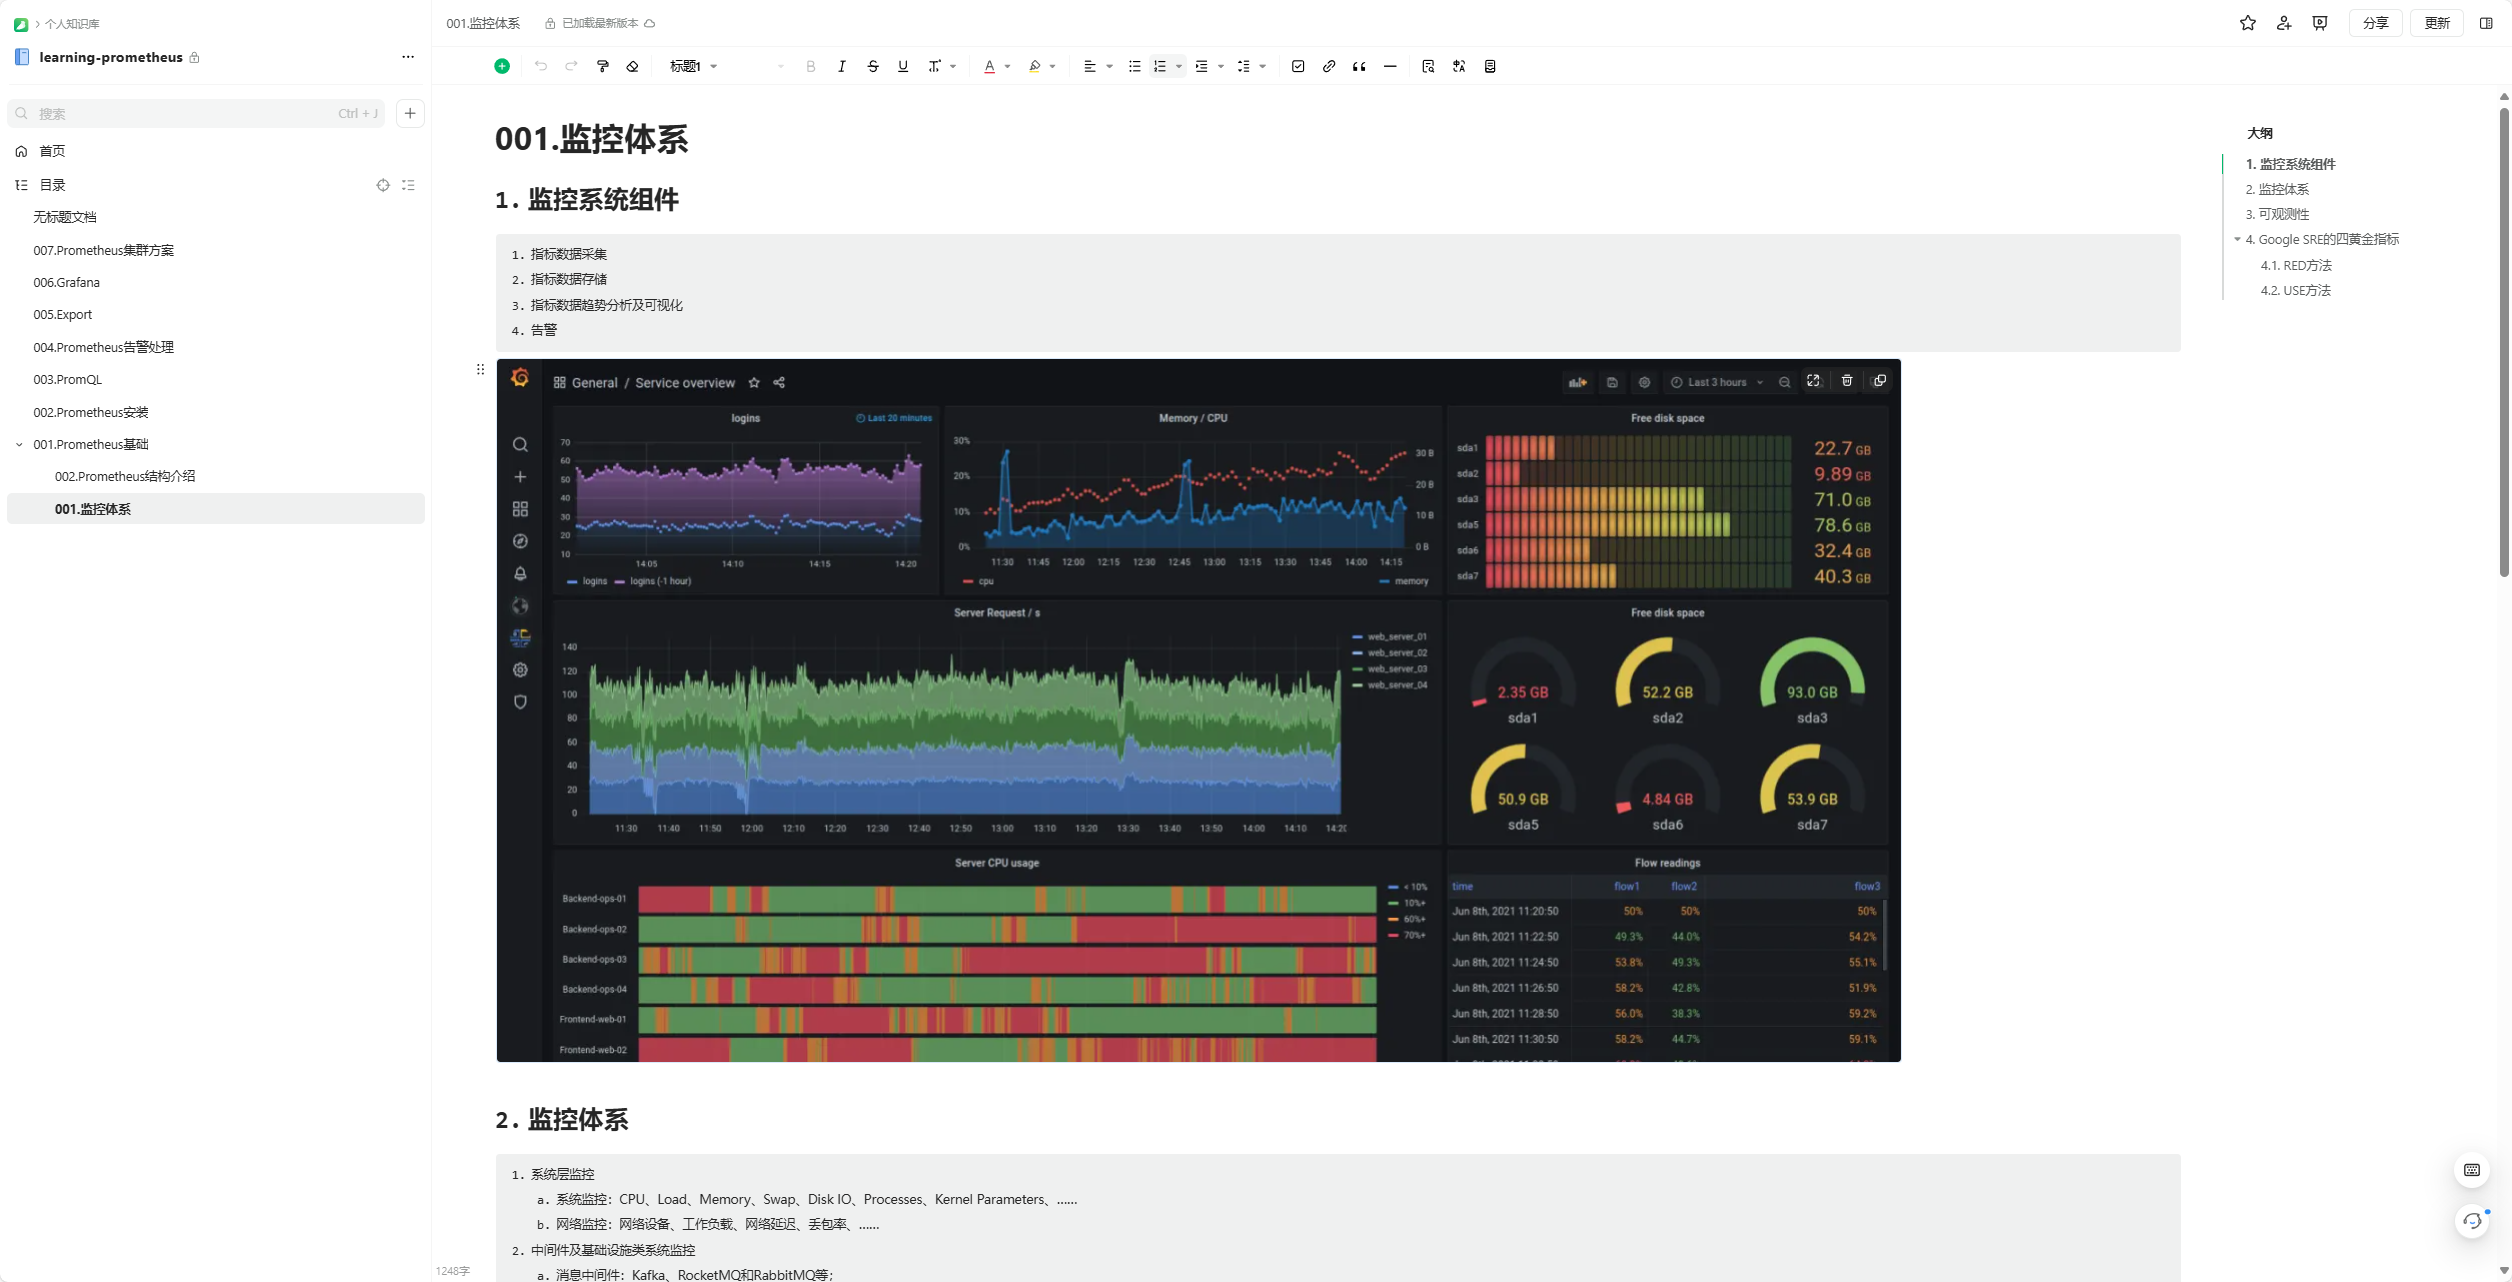 个人知识库
learning-prometheus
搜索 Ctrl + J
首页
目录
无标题文档
007.Prometheus集群方案
006.Grafana
005.Export
004.Prometheus告警处理
003.PromQL
002.Prometheus安装
001.Prometheus基础
002.Prometheus结构介绍
001.监控体系
001.监控体系 已加载最新版本
分享 更新
标题1
001.监控体系
1. 监控系统组件
1. 指标数据采集
2. 指标数据存储
3. 指标数据趋势分析及可视化
4. 告警
General / Service overview
Last 3 hours
logins
Last 20 minutes
70
60
50
40
30
20
10
14:05 14:10 14:15 14:20
logins logins (-1 hour)
Memory / CPU
30%
20%
10%
0%
30 B
20 B
10 B
0 B
11:30 11:45 12:00 12:15 12:30 12:45 13:00 13:15 13:30 13:45 14:00 14:15
cpu memory
Free disk space
sda1 22.7 GB
sda2 9.89 GB
sda3 71.0 GB
sda5 78.6 GB
sda6 32.4 GB
sda7 40.3 GB
Server Request / s
140
120
100
80
60
40
20
0
11:30 11:40 11:50 12:00 12:10 12:20 12:30 12:40 12:50 13:00 13:10 13:20 13:30 13:40 13:50 14:00 14:10 14:20
web_server_01
web_server_02
web_server_03
web_server_04
Free disk space
2.35 GB 52.2 GB 93.0 GB
sda1 sda2 sda3
50.9 GB 4.84 GB 53.9 GB
sda5 sda6 sda7
Server CPU usage
Backend-ops-01
Backend-ops-02
Backend-ops-03
Backend-ops-04
Frontend-web-01
Frontend-web-02
< 10%
10%+
60%+
70%+
Flow readings
time flow1 flow2 flow3
Jun 8th, 2021 11:20:50 50% 50% 50%
Jun 8th, 2021 11:22:50 49.3% 44.0% 54.2%
Jun 8th, 2021 11:24:50 53.8% 49.3% 55.1%
Jun 8th, 2021 11:26:50 58.2% 42.8% 51.9%
Jun 8th, 2021 11:28:50 56.0% 38.3% 59.2%
Jun 8th, 2021 11:30:50 58.2% 44.7% 59.1%
2. 监控体系
1. 系统层监控
a. 系统监控：CPU、Load、Memory、Swap、Disk IO、Processes、Kernel Parameters、……
b. 网络监控：网络设备、工作负载、网络延迟、丢包率、……
2. 中间件及基础设施类系统监控
a. 消息中间件：Kafka、RocketMQ和RabbitMQ等；
1248字
大纲
1. 监控系统组件
2. 监控体系
3. 可观测性
4. Google SRE的四黄金指标
4.1. RED方法
4.2. USE方法